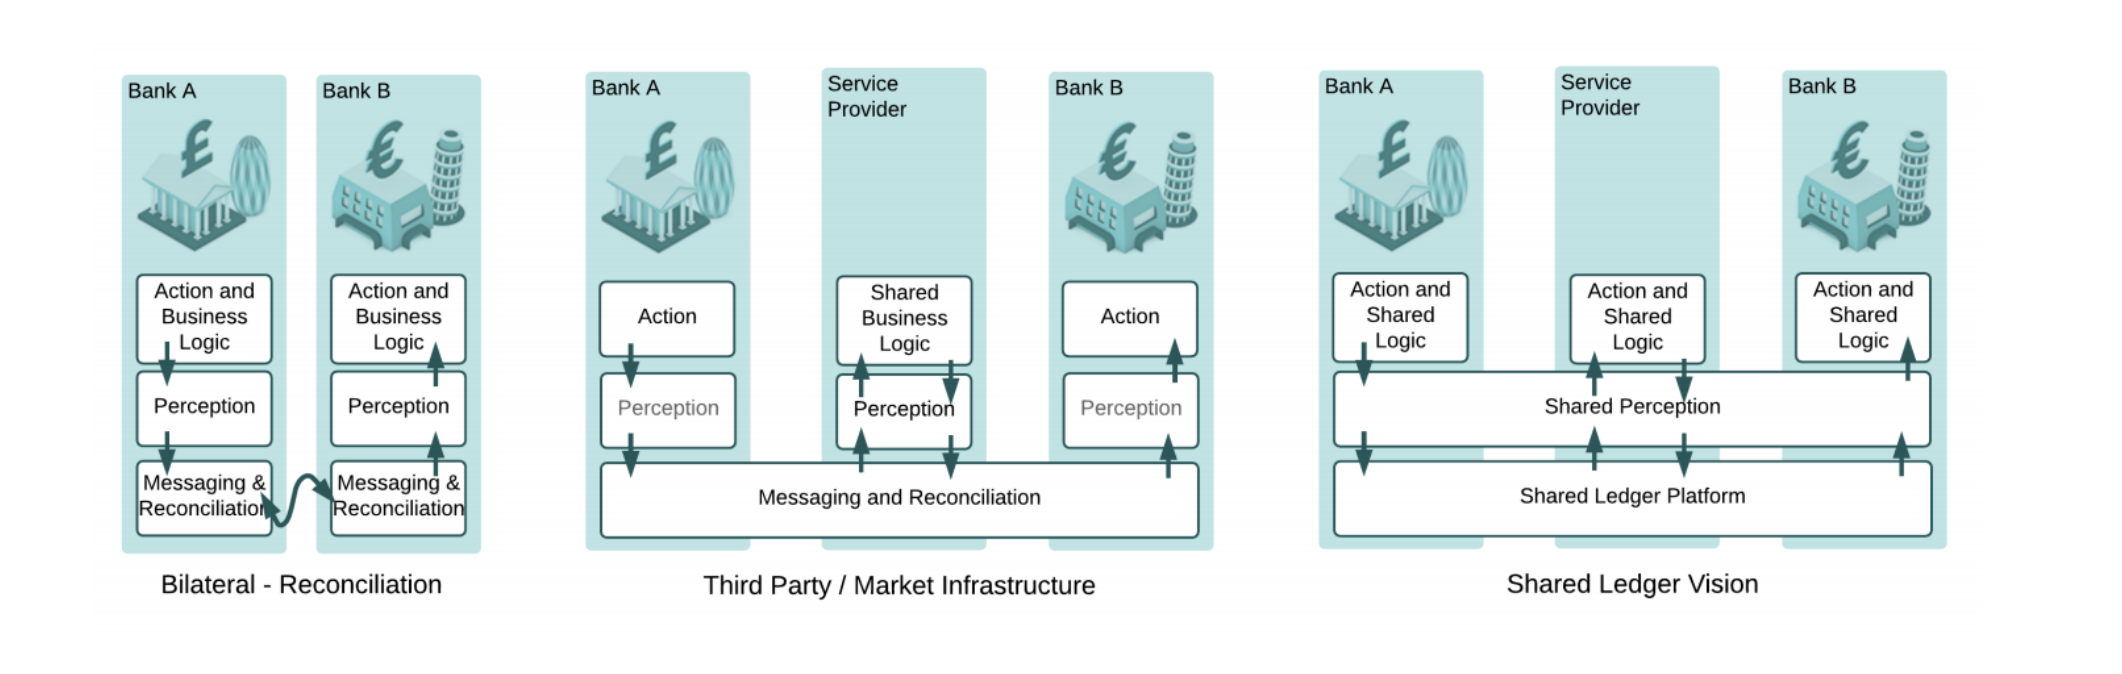 Bank A
Bank B
£
€
Action and
Business
Logic
Action and
Business
Logic
Perception
Perception
Messaging &
Reconciliation
Messaging &
Reconciliation
Bilateral - Reconciliation
Bank A
Service
Provider
Bank B
£
€
Action
Shared
Business
Logic
Action
Perception
Perception
Perception
Messaging and Reconciliation
Third Party / Market Infrastructure
Bank A
Service
Provider
Bank B
£
€
Action and
Shared
Logic
Action and
Shared
Logic
Action and
Shared
Logic
Shared Perception
Shared Ledger Platform
Shared Ledger Vision